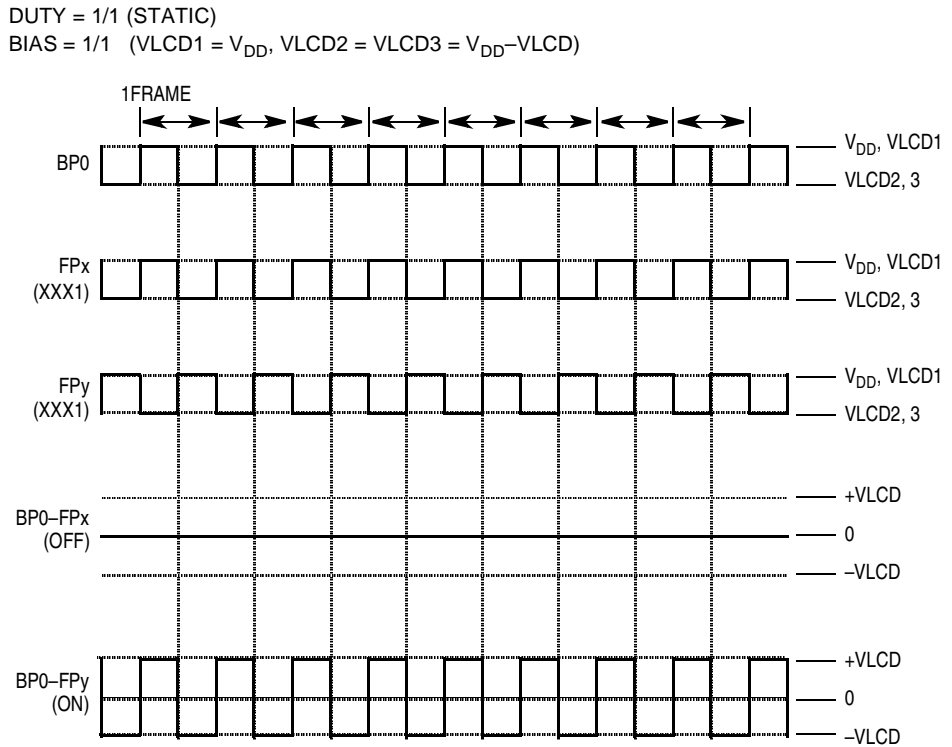 DUTY = 1/1 (STATIC)
BIAS = 1/1 (VLCD1 = VDD, VLCD2 = VLCD3 = VDD–VLCD)
1FRAME
BP0
VDD, VLCD1
VLCD2, 3
FPx
(XXX1)
VDD, VLCD1
VLCD2, 3
FPy
(XXX1)
VDD, VLCD1
VLCD2, 3
BP0–FPx
(OFF)
+VLCD
0
–VLCD
BP0–FPy
(ON)
+VLCD
0
–VLCD